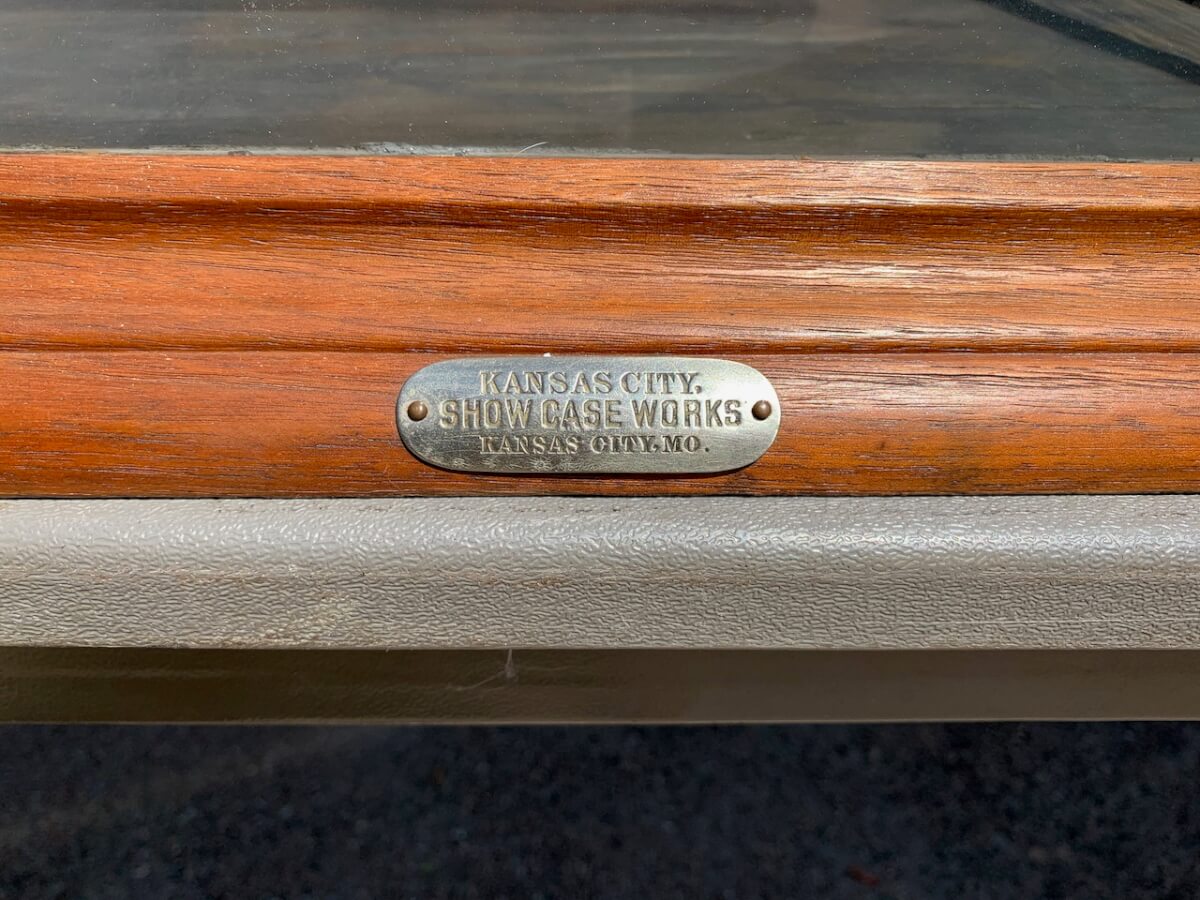 KANSAS CITY.
SHOW CASE WORKS
KANSAS CITY. MO.